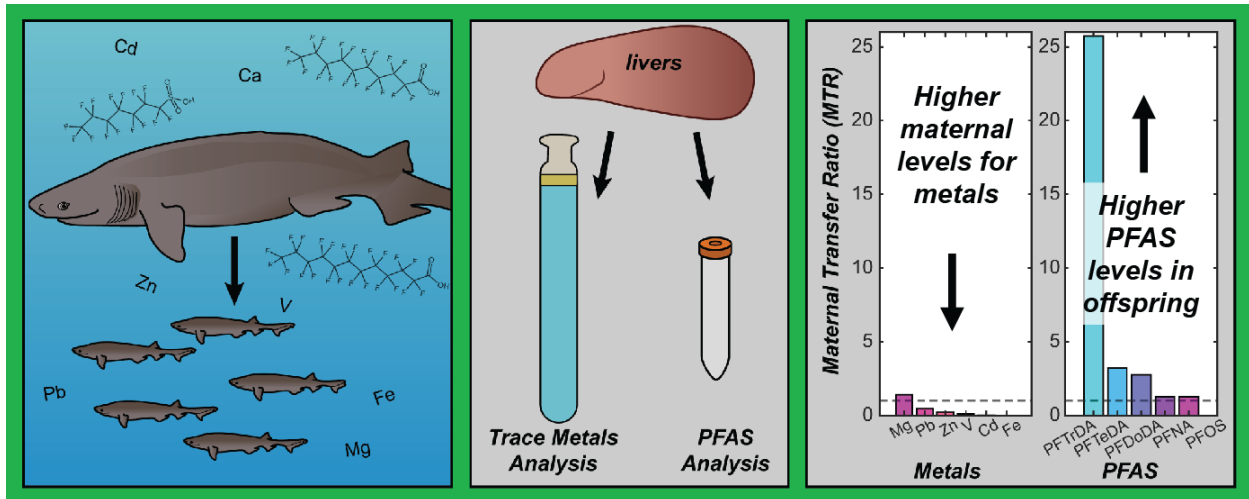 Cd
Ca
Zn
V
Pb
Fe
Mg
livers
Trace Metals
Analysis
PFAS
Analysis
Maternal Transfer Ratio (MTR)
25
20
15
10
5
0
Higher
maternal
levels for
metals
Mg
Pb
Zn
V
Cd
Fe
Metals
25
20
15
10
5
0
Higher
PFAS
levels in
offspring
PFTrDA
PFTeDA
PFDoDA
PFNA
PFOS
PFAS